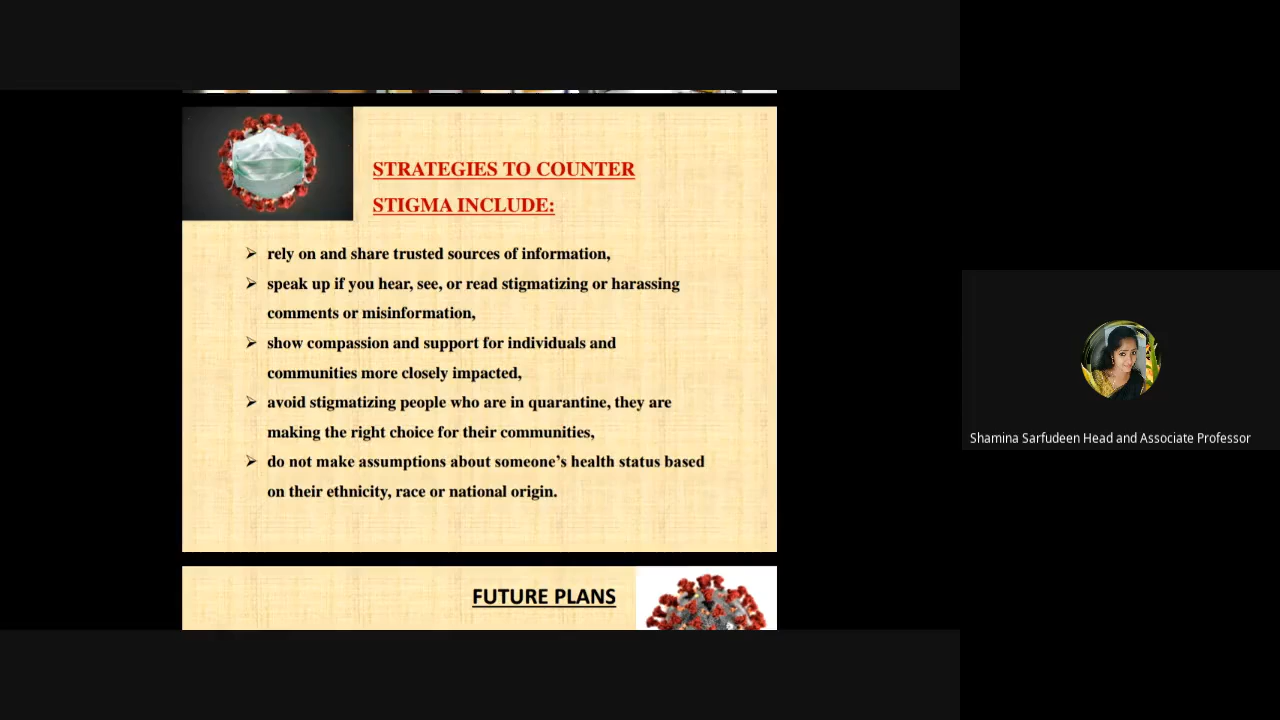 STRATEGIES TO COUNTER
STIGMA INCLUDE:
➢ rely on and share trusted sources of information,
➢ speak up if you hear, see, or read stigmatizing or harassing
comments or misinformation,
➢ show compassion and support for individuals and
communities more closely impacted,
➢ avoid stigmatizing people who are in quarantine, they are
making the right choice for their communities,
➢ do not make assumptions about someone’s health status based
on their ethnicity, race or national origin.
FUTURE PLANS
Shamina Sarfudeen Head and Associate Professor